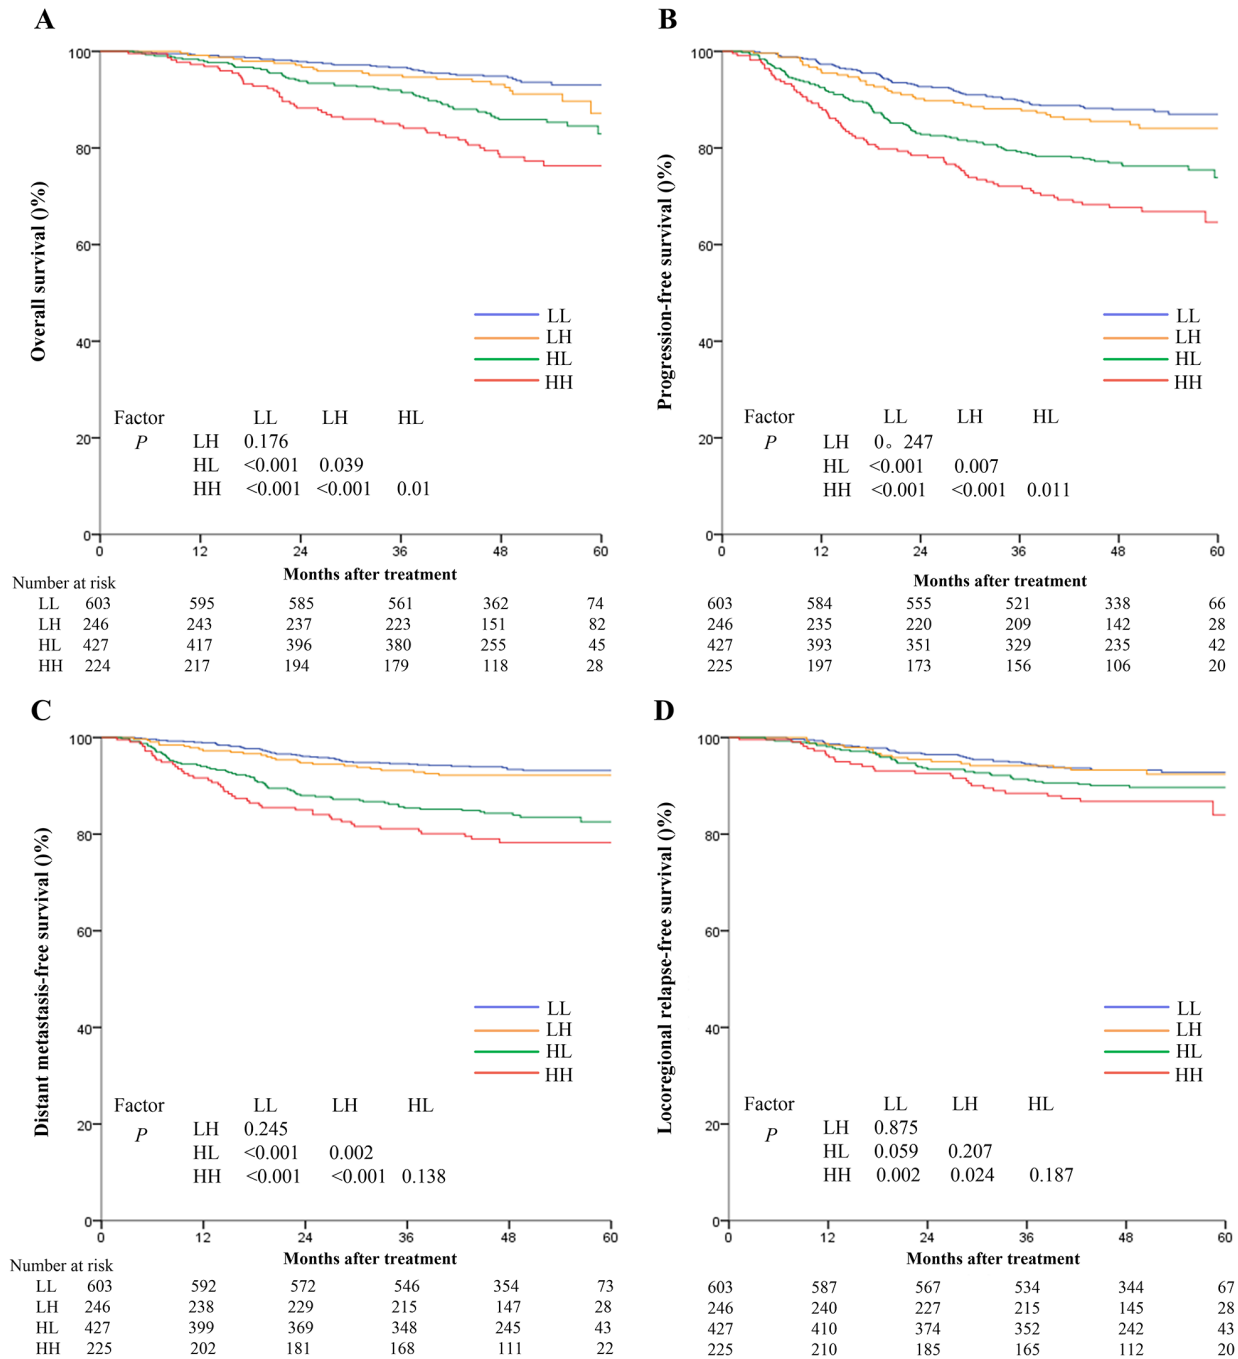 A
B
100
80
60
40
20
0
0 12 24 36 48 60
Overall survival ()%)
LL
LH
HL
HH
Factor LL LH HL
P LH 0.176
HL <0.001 0.039
HH <0.001 <0.001 0.01
Months after treatment
Number at risk
LL 603 595 585 561 362 74
LH 246 243 237 223 151 82
HL 427 417 396 380 255 45
HH 224 217 194 179 118 28
100
80
60
40
20
0
0 12 24 36 48 60
Progression-free survival ()%)
LL
LH
HL
HH
Factor LL LH HL
P LH 0。247
HL <0.001 0.007
HH <0.001 <0.001 0.011
Months after treatment
603 584 555 521 338 66
246 235 220 209 142 28
427 393 351 329 235 42
225 197 173 156 106 20
C
D
100
80
60
40
20
0
0 12 24 36 48 60
Distant metastasis-free survival ()%)
LL
LH
HL
HH
Factor LL LH HL
P LH 0.245
HL <0.001 0.002
HH <0.001 <0.001 0.138
Months after treatment
Number at risk
LL 603 592 572 546 354 73
LH 246 238 229 215 147 28
HL 427 399 369 348 245 43
HH 225 202 181 168 111 22
100
80
60
40
20
0
0 12 24 36 48 60
Locoregional relapse-free survival ()%)
LL
LH
HL
HH
Factor LL LH HL
P LH 0.875
HL 0.059 0.207
HH 0.002 0.024 0.187
Months after treatment
603 587 567 534 344 67
246 240 227 215 145 28
427 410 374 352 242 43
225 210 185 165 112 20